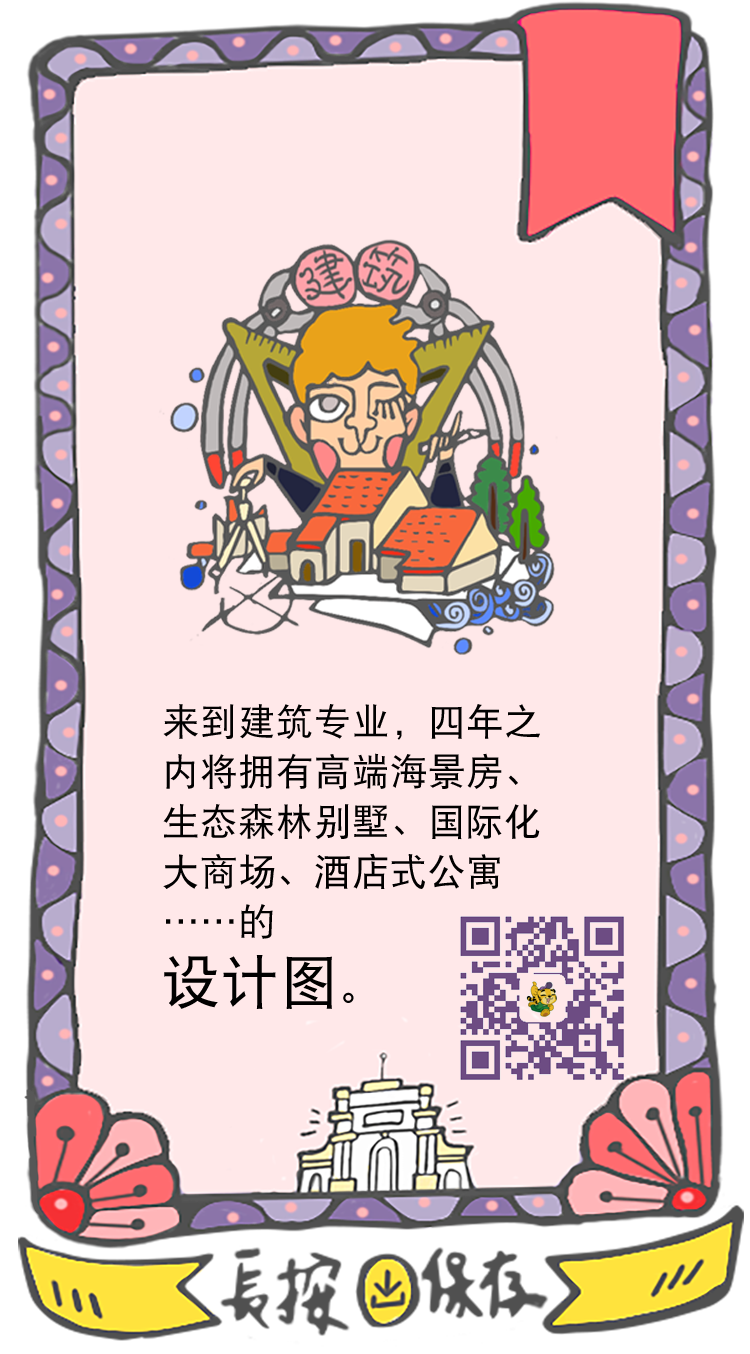 建筑
来到建筑专业，四年之
内将拥有高端海景房、
生态森林别墅、国际化
大商场、酒店式公寓
……的
设计图。
長按保存